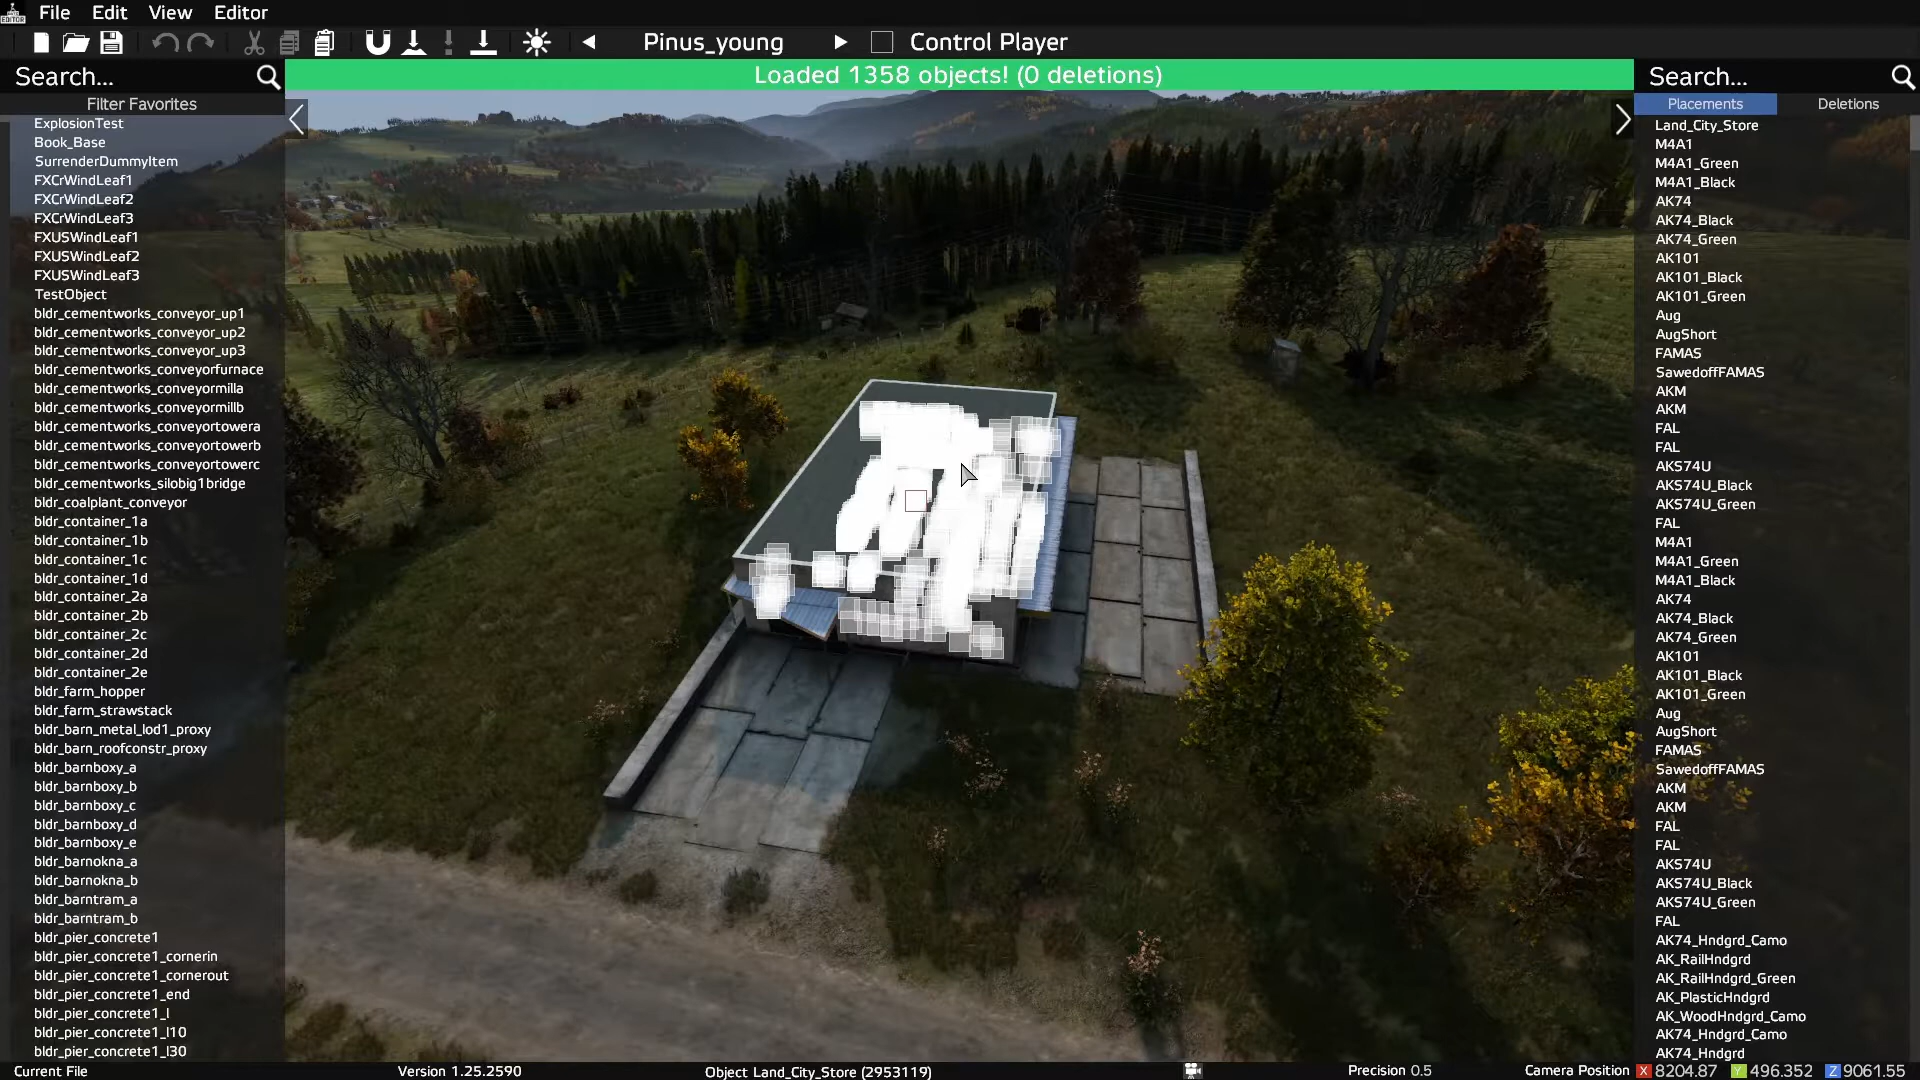 File Edit View Editor
EDITOR
Pinus_young
Control Player
Search...
Filter Favorites
ExplosionTest
Book_Base
SurrenderDummyItem
FXCrWindLeaf1
FXCrWindLeaf2
FXCrWindLeaf3
FXUSWindLeaf1
FXUSWindLeaf2
FXUSWindLeaf3
TestObject
bldr_cementworks_conveyor_up1
bldr_cementworks_conveyor_up2
bldr_cementworks_conveyor_up3
bldr_cementworks_conveyorfurnace
bldr_cementworks_conveyormilla
bldr_cementworks_conveyormillb
bldr_cementworks_conveyortowera
bldr_cementworks_conveyortowerb
bldr_cementworks_conveyortowerc
bldr_cementworks_silobig1bridge
bldr_coalplant_conveyor
bldr_container_1a
bldr_container_1b
bldr_container_1c
bldr_container_1d
bldr_container_2a
bldr_container_2b
bldr_container_2c
bldr_container_2d
bldr_container_2e
bldr_farm_hopper
bldr_farm_strawstack
bldr_barn_metal_lod1_proxy
bldr_barn_roofconstr_proxy
bldr_barnboxy_a
bldr_barnboxy_b
bldr_barnboxy_c
bldr_barnboxy_d
bldr_barnboxy_e
bldr_barnokna_a
bldr_barnokna_b
bldr_barntram_a
bldr_barntram_b
bldr_pier_concrete1
bldr_pier_concrete1_cornerin
bldr_pier_concrete1_cornerout
bldr_pier_concrete1_end
bldr_pier_concrete1_l
bldr_pier_concrete1_l10
bldr_pier_concrete1_l30
Loaded 1358 objects! (0 deletions)
Search...
Placements Deletions
Land_City_Store
M4A1
M4A1_Green
M4A1_Black
AK74
AK74_Black
AK74_Green
AK101
AK101_Black
AK101_Green
Aug
AugShort
FAMAS
SawedoffFAMAS
AKM
AKM
FAL
FAL
AKS74U
AKS74U_Black
AKS74U_Green
FAL
M4A1
M4A1_Green
M4A1_Black
AK74
AK74_Black
AK74_Green
AK101
AK101_Black
AK101_Green
Aug
AugShort
FAMAS
SawedoffFAMAS
AKM
AKM
FAL
FAL
AKS74U
AKS74U_Black
AKS74U_Green
FAL
AK74_Hndgrd_Camo
AK_RailHndgrd
AK_RailHndgrd_Green
AK_PlasticHndgrd
AK_WoodHndgrd_Camo
AK74_Hndgrd_Camo
AK74_Hndgrd
Current File Version 1.25.2590 Object Land_City_Store (2953119) Precision 0.5 Camera Position X 8204.87 Y 496.352 Z 9061.55